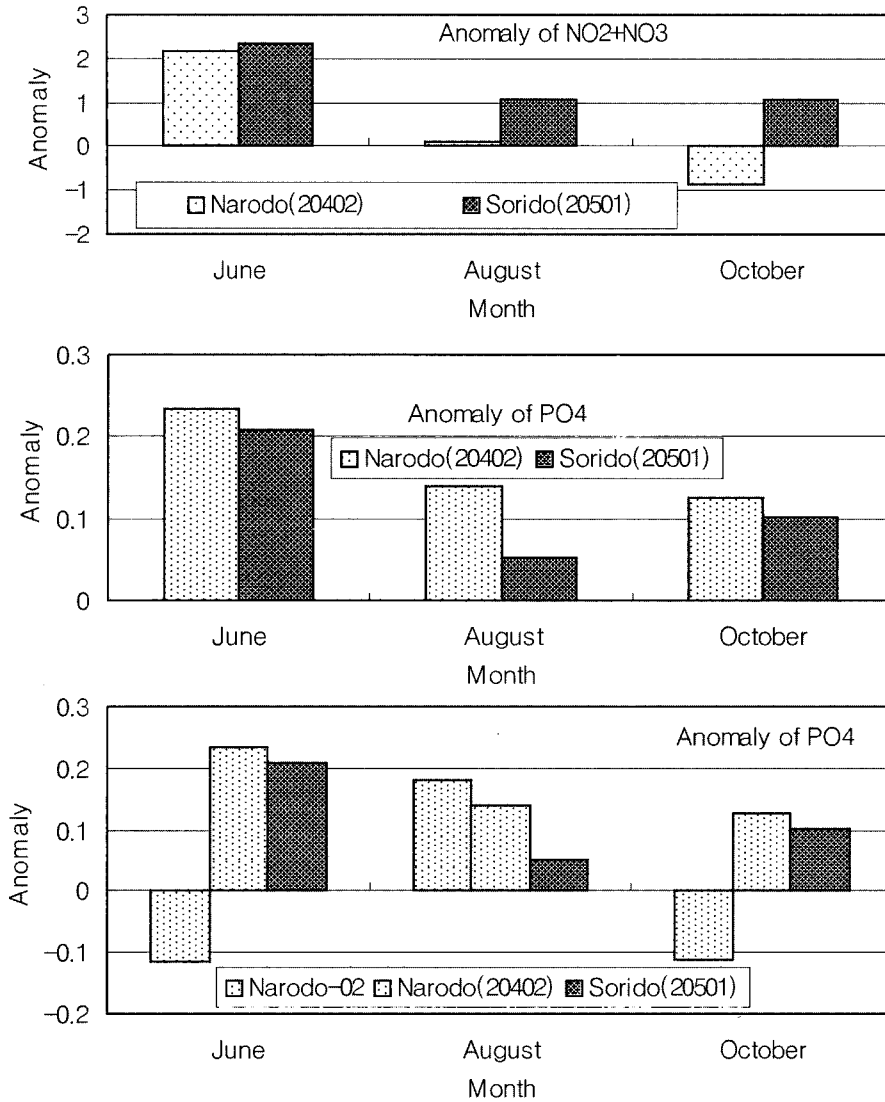 Anomaly of NO2+NO3
3
2
1
0
−1
−2
Anomaly
Narodo(20402) Sorido(20501)
June August October
Month
Anomaly of PO4
0.3
0.2
0.1
0
Anomaly
Narodo(20402) Sorido(20501)
June August October
Month
Anomaly of PO4
0.3
0.2
0.1
0
−0.1
−0.2
Anomaly
Narodo-02 Narodo(20402) Sorido(20501)
June August October
Month